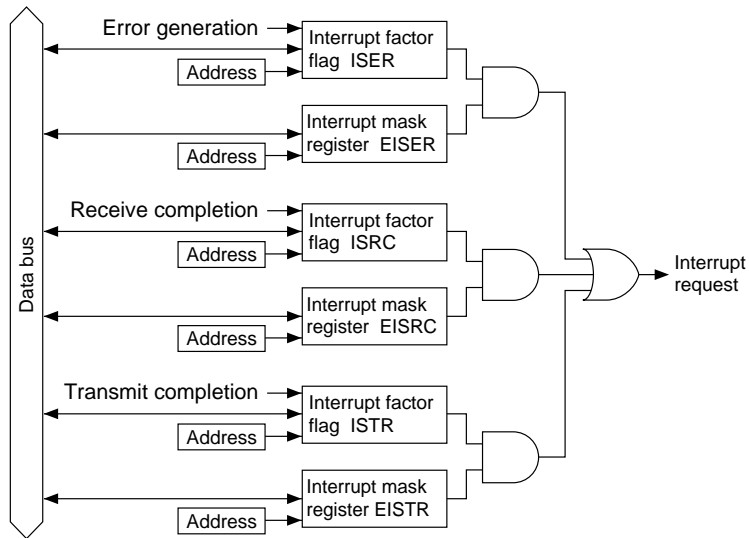 Error generation
Interrupt factor
flag ISER
Address
Interrupt mask
register EISER
Address
Receive completion
Interrupt factor
flag ISRC
Address
Interrupt mask
register EISRC
Address
Transmit completion
Interrupt factor
flag ISTR
Address
Interrupt mask
register EISTR
Address
Data bus
Interrupt
request